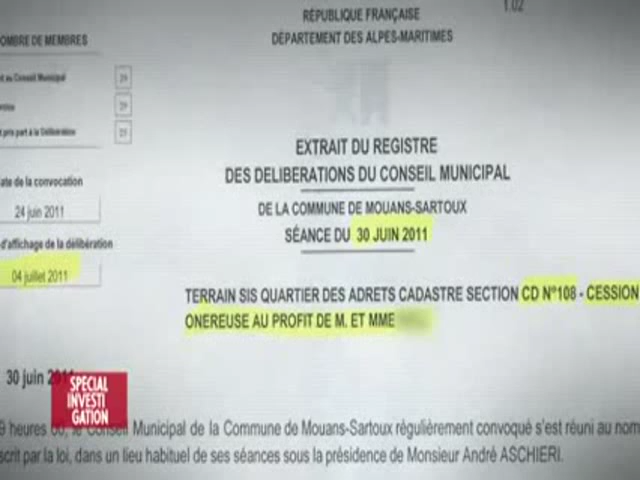 1.02
RÉPUBLIQUE FRANÇAISE
DÉPARTEMENT DES ALPES-MARITIMES
OMBRE DE MEMBRES
au Conseil Municipal
pris part à la Délibération
EXTRAIT DU REGISTRE
DES DELIBERATIONS DU CONSEIL MUNICIPAL
ate de la convocation
24 juin 2011
DE LA COMMUNE DE MOUANS-SARTOUX
SÉANCE DU 30 JUIN 2011
d'affichage de la délibération
04 juillet 2011
TERRAIN SIS QUARTIER DES ADRETS CADASTRE SECTION CD N°108 - CESSION
ONEREUSE AU PROFIT DE M. ET MME
30 juin 2011
SPECIAL
INVESTI
GATION
9 heures 00, le Conseil Municipal de la Commune de Mouans-Sartoux régulièrement convoqué s'est réuni au nom
scrit par la loi, dans un lieu habituel de ses séances sous la présidence de Monsieur André ASCHIERI.